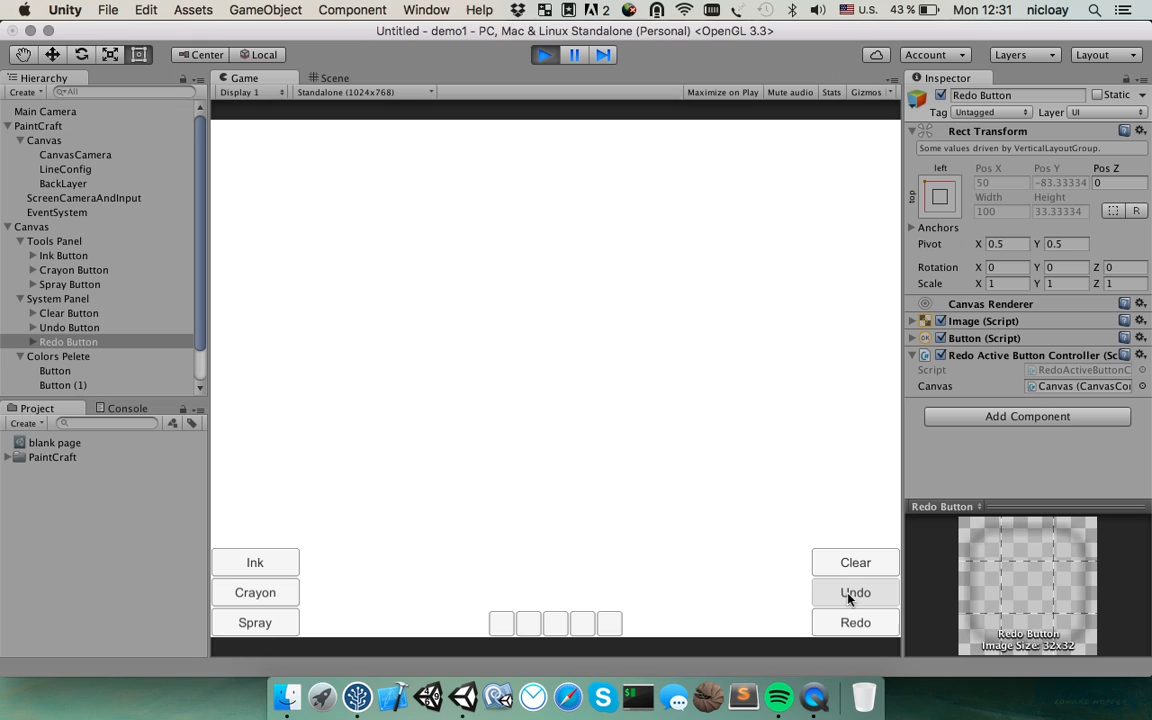 Unity File Edit Assets GameObject Component Window Help A 2 U.S. 43 % Mon 12:31 nicloay
Untitled - demo1 - PC, Mac & Linux Standalone (Personal) <OpenGL 3.3>
Center Local Account Layers Layout
Hierarchy
Create All
Main Camera
PaintCraft
Canvas
CanvasCamera
LineConfig
BackLayer
ScreenCameraAndInput
EventSystem
Canvas
Tools Panel
Ink Button
Crayon Button
Spray Button
System Panel
Clear Button
Undo Button
Redo Button
Colors Pelete
Button
Button (1)
Project Console
Create
blank page
PaintCraft
Game Scene
Display 1 Standalone (1024x768) Maximize on Play Mute audio Stats Gizmos
Ink
Crayon
Spray
Clear
Undo
Redo
Inspector
Redo Button Static
Tag Untagged Layer UI
Rect Transform
Some values driven by VerticalLayoutGroup.
left Pos X Pos Y Pos Z
top 50 -83.33334 0
Width Height
100 33.33334 R
Anchors
Pivot X 0.5 Y 0.5
Rotation X 0 Y 0 Z 0
Scale X 1 Y 1 Z 1
Canvas Renderer
Image (Script)
OK Button (Script)
Redo Active Button Controller (Sc
Script RedoActiveButtonC
Canvas Canvas (CanvasCon
Add Component
Redo Button
Redo Button
Image Size: 32x32